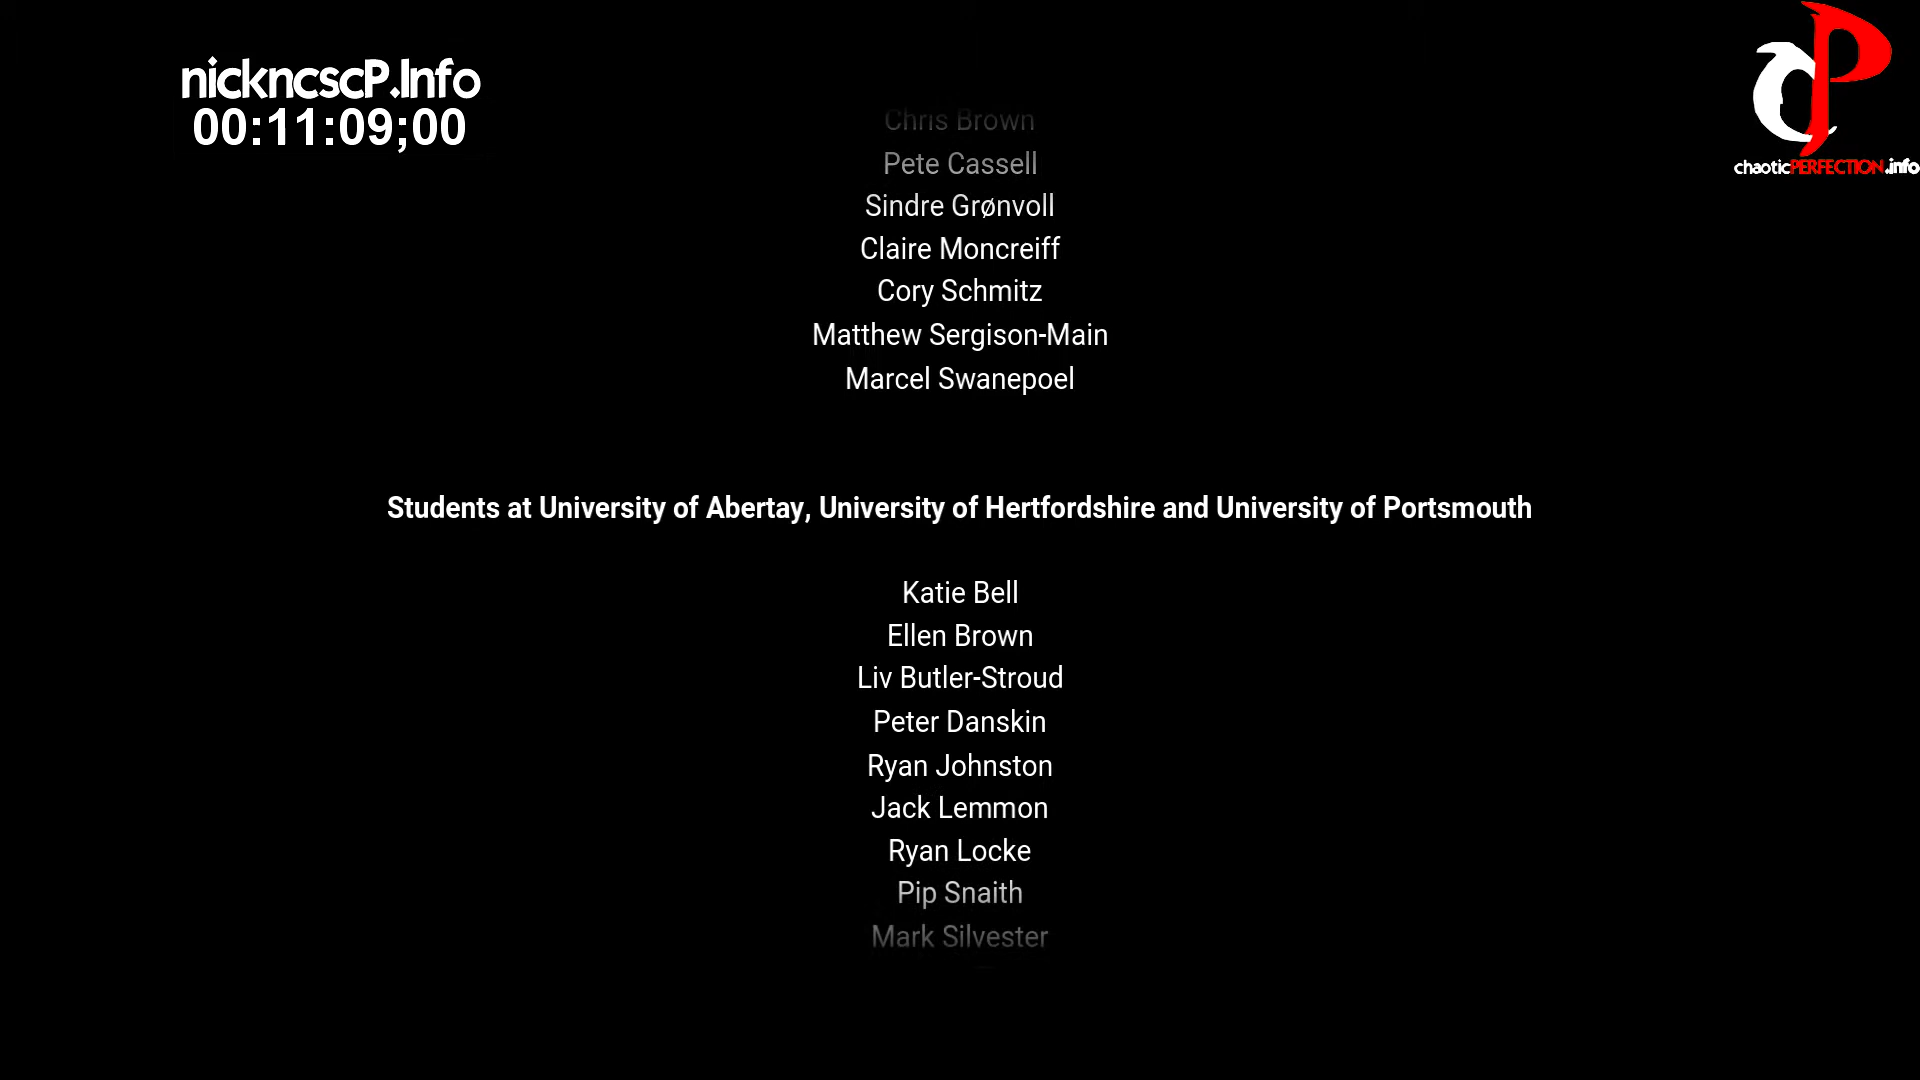 nickncscP.Info
00:11:09;00
chaoticPERFECTION.info
Chris Brown
Pete Cassell
Sindre Grønvoll
Claire Moncreiff
Cory Schmitz
Matthew Sergison-Main
Marcel Swanepoel
Students at University of Abertay, University of Hertfordshire and University of Portsmouth
Katie Bell
Ellen Brown
Liv Butler-Stroud
Peter Danskin
Ryan Johnston
Jack Lemmon
Ryan Locke
Pip Snaith
Mark Silvester